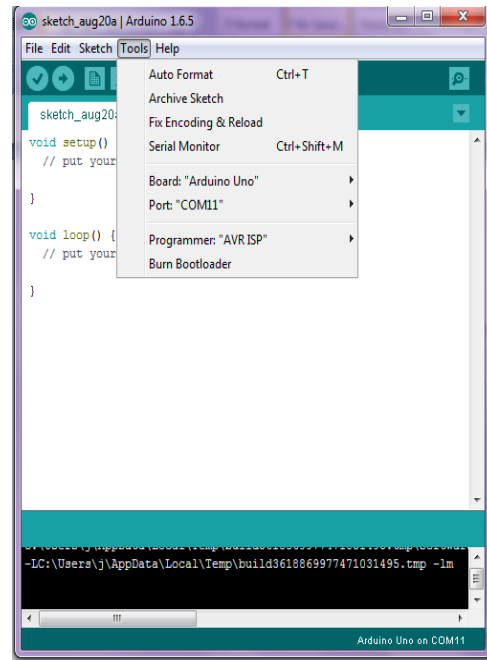 sketch_aug20a | Arduino 1.6.5
File Edit Sketch Tools Help
Auto Format Ctrl+T
Archive Sketch
Fix Encoding & Reload
Serial Monitor Ctrl+Shift+M
Board: "Arduino Uno"
Port: "COM11"
Programmer: "AVR ISP"
Burn Bootloader
sketch_aug20
void setup()
// put your
}
void loop() {
// put your
}
-LC:\Users\j\AppData\Local\Temp\build3618869977471031495.tmp -lm
Arduino Uno on COM11